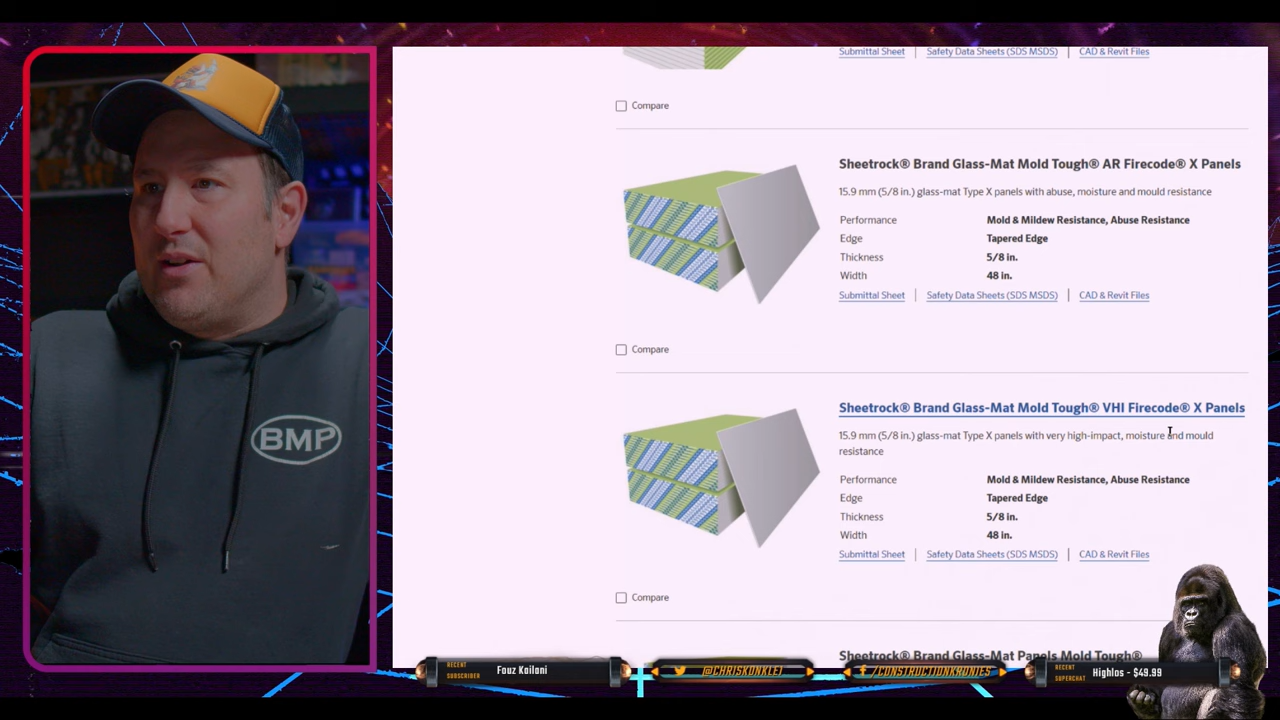 Submittal Sheet | Safety Data Sheets (SDS MSDS) | CAD & Revit Files
Compare
Sheetrock® Brand Glass-Mat Mold Tough® AR Firecode® X Panels
15.9 mm (5/8 in.) glass-mat Type X panels with abuse, moisture and mould resistance
Performance Mold & Mildew Resistance, Abuse Resistance
Edge Tapered Edge
Thickness 5/8 in.
Width 48 in.
Submittal Sheet | Safety Data Sheets (SDS MSDS) | CAD & Revit Files
Compare
Sheetrock® Brand Glass-Mat Mold Tough® VHI Firecode® X Panels
15.9 mm (5/8 in.) glass-mat Type X panels with very high-impact, moisture and mould
resistance
Performance Mold & Mildew Resistance, Abuse Resistance
Edge Tapered Edge
Thickness 5/8 in.
Width 48 in.
Submittal Sheet | Safety Data Sheets (SDS MSDS) | CAD & Revit Files
Compare
Sheetrock® Brand Glass-Mat Panels Mold Tough®
BMP
RECENT
SUBSCRIBER
Fouz Kailani
@CHRISKONKLE1
/CONSTRUCTIONKRONIES
RECENT
SUPERCHAT
Highlos - $49.99